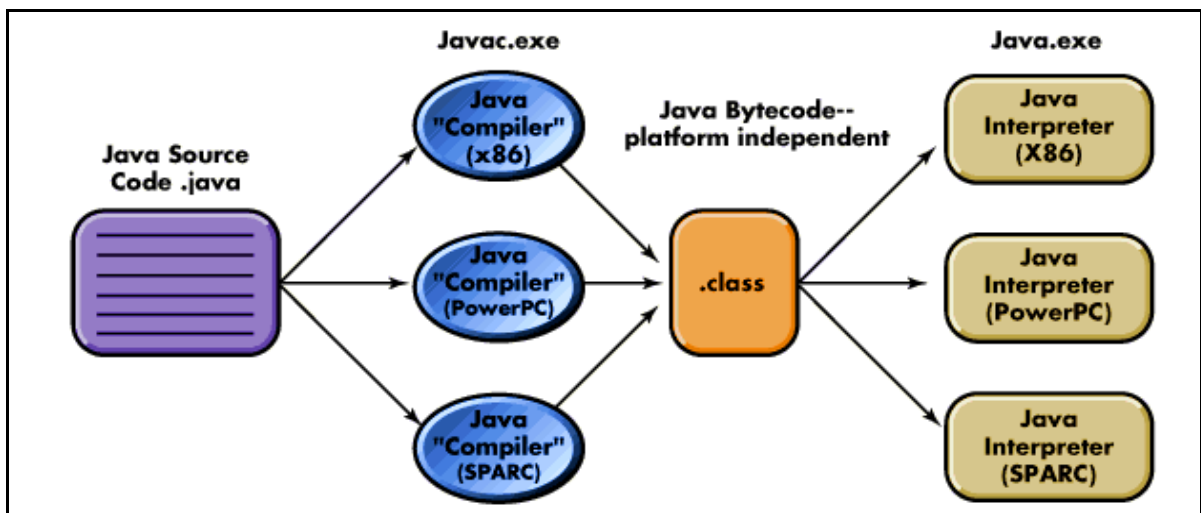 Javac.exe
Java.exe
Java Source
Code .java
Java
"Compiler"
(x86)
Java
"Compiler"
(PowerPC)
Java
"Compiler"
(SPARC)
Java Bytecode--
platform independent
.class
Java
Interpreter
(X86)
Java
Interpreter
(PowerPC)
Java
Interpreter
(SPARC)